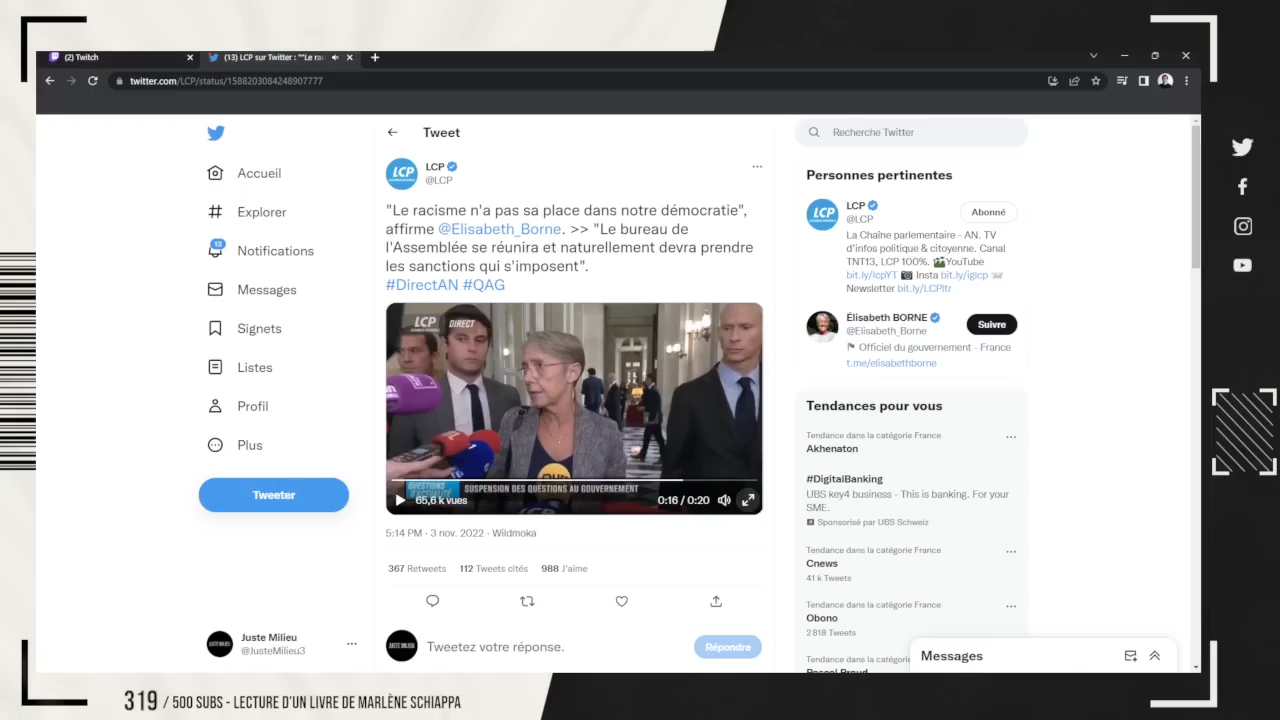 (2) Twitch
(13) LCP sur Twitter : ""Le ra
twitter.com/LCP/status/1588203084248907777
Accueil
Explorer
13
Notifications
Messages
Signets
Listes
Profil
Plus
Tweeter
Juste Milieu
@JusteMilieu3
Tweet
LCP
LCP
@LCP
"Le racisme n'a pas sa place dans notre démocratie",
affirme @Elisabeth_Borne. >> "Le bureau de
l'Assemblée se réunira et naturellement devra prendre
les sanctions qui s'imposent".
#DirectAN #QAG
LCP
DIRECT
QUESTIONS
D'ACTUALITÉ
SUSPENSION DES QUESTIONS AU GOUVERNEMENT
65,6 k vues
0:16 / 0:20
5:14 PM · 3 nov. 2022 · Wildmoka
367 Retweets 112 Tweets cités 988 J'aime
JUSTE MILIEU
Tweetez votre réponse.
Répondre
Recherche Twitter
Personnes pertinentes
LCP
LCP
@LCP
Abonné
La Chaîne parlementaire - AN. TV
d'infos politique & citoyenne. Canal
TNT13, LCP 100%. YouTube
bit.ly/lcpYT Insta bit.ly/iglcp
Newsletter bit.ly/LCPltr
Élisabeth BORNE
@Elisabeth_Borne
Suivre
Officiel du gouvernement - France
t.me/elisabethborne
Tendances pour vous
Tendance dans la catégorie France
Akhenaton
#DigitalBanking
UBS key4 business - This is banking. For your
SME.
Sponsorisé par UBS Schweiz
Tendance dans la catégorie France
Cnews
41 k Tweets
Tendance dans la catégorie France
Obono
2 818 Tweets
Tendance dans la catégorie
Pascal Praud
Messages
319 / 500 SUBS - LECTURE D'UN LIVRE DE MARLÈNE SCHIAPPA